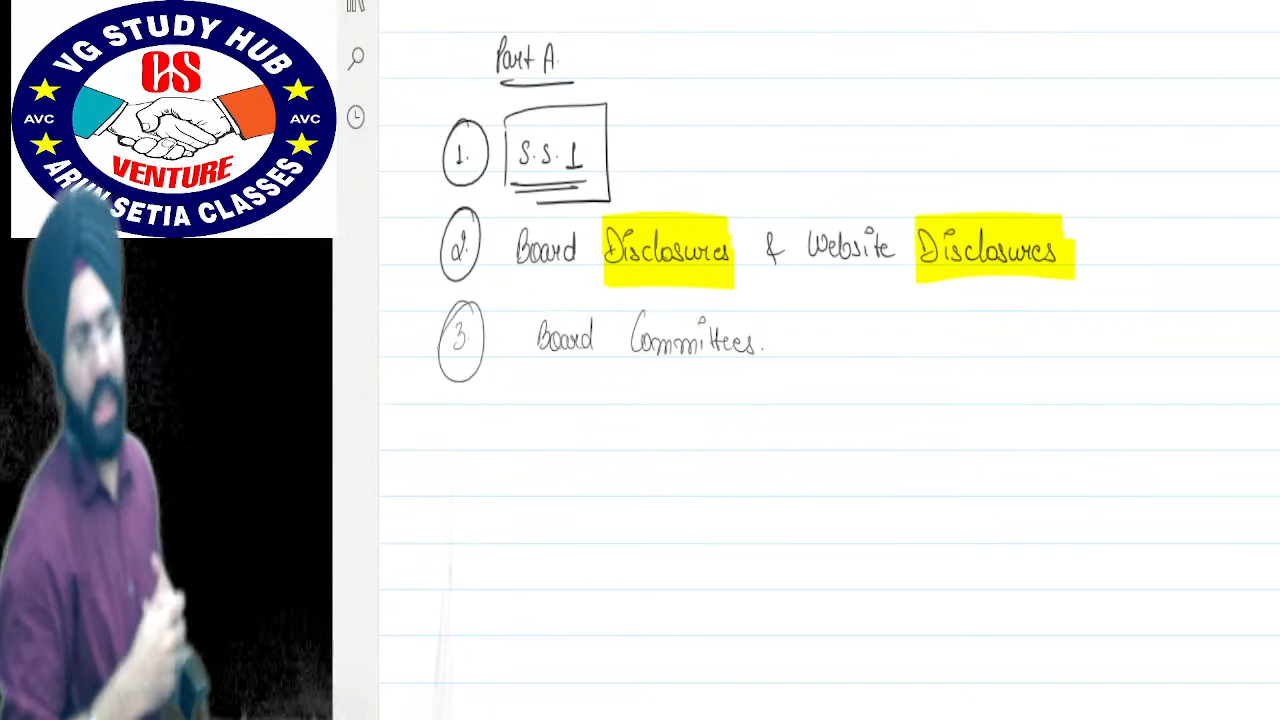 VG STUDY HUB
CS
AVC
AVC
VENTURE
ARUN SETIA CLASSES
Part A.
1. S.S. 1
2. Board Disclosures & Website Disclosures
3. Board Committees.